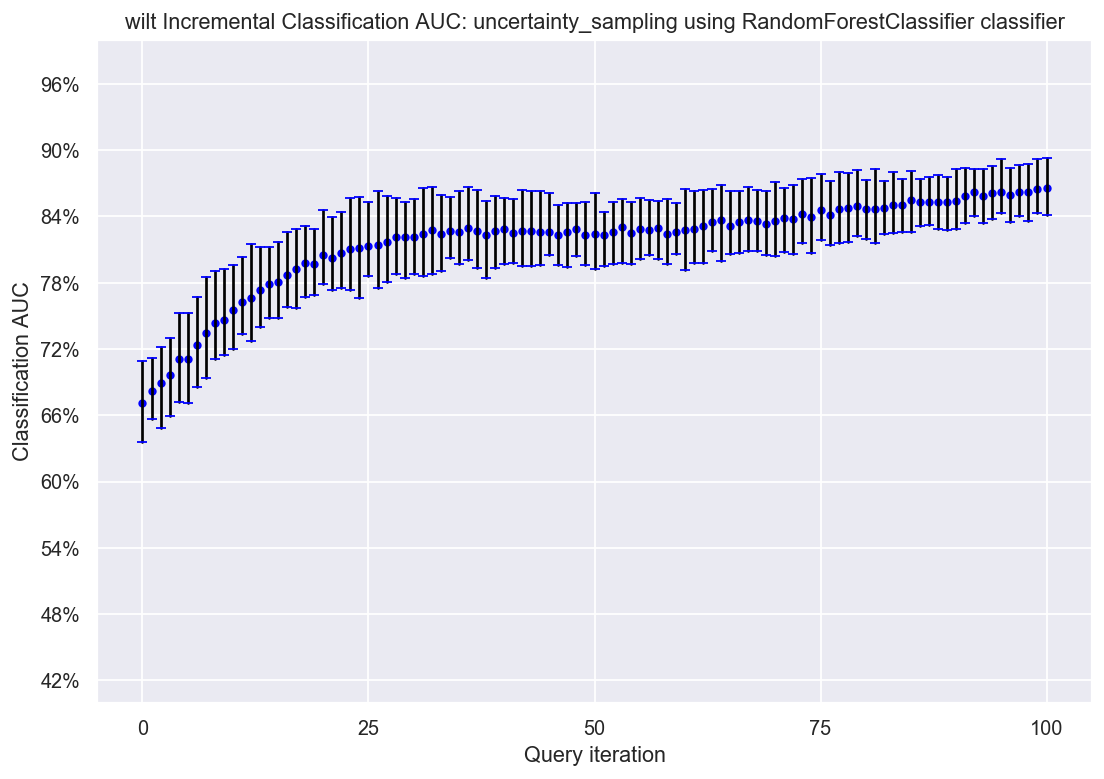 wilt Incremental Classification AUC: uncertainty_sampling using RandomForestClassifier classifier
96%
90%
84%
78%
72%
66%
60%
54%
48%
42%
Classification AUC
0 25 50 75 100
Query iteration